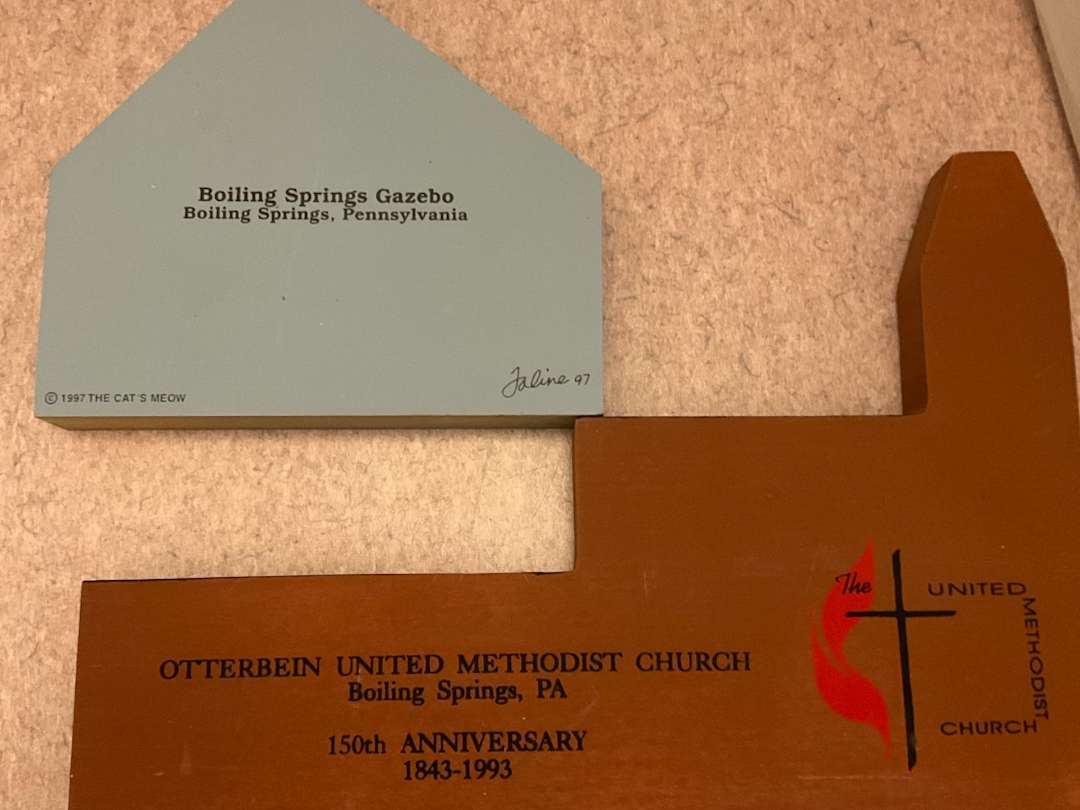 Boiling Springs Gazebo
Boiling Springs, Pennsylvania
© 1997 THE CAT'S MEOW
Faline 97
The UNITED
METHODIST
CHURCH
OTTERBEIN UNITED METHODIST CHURCH
Boiling Springs, PA
150th ANNIVERSARY
1843-1993